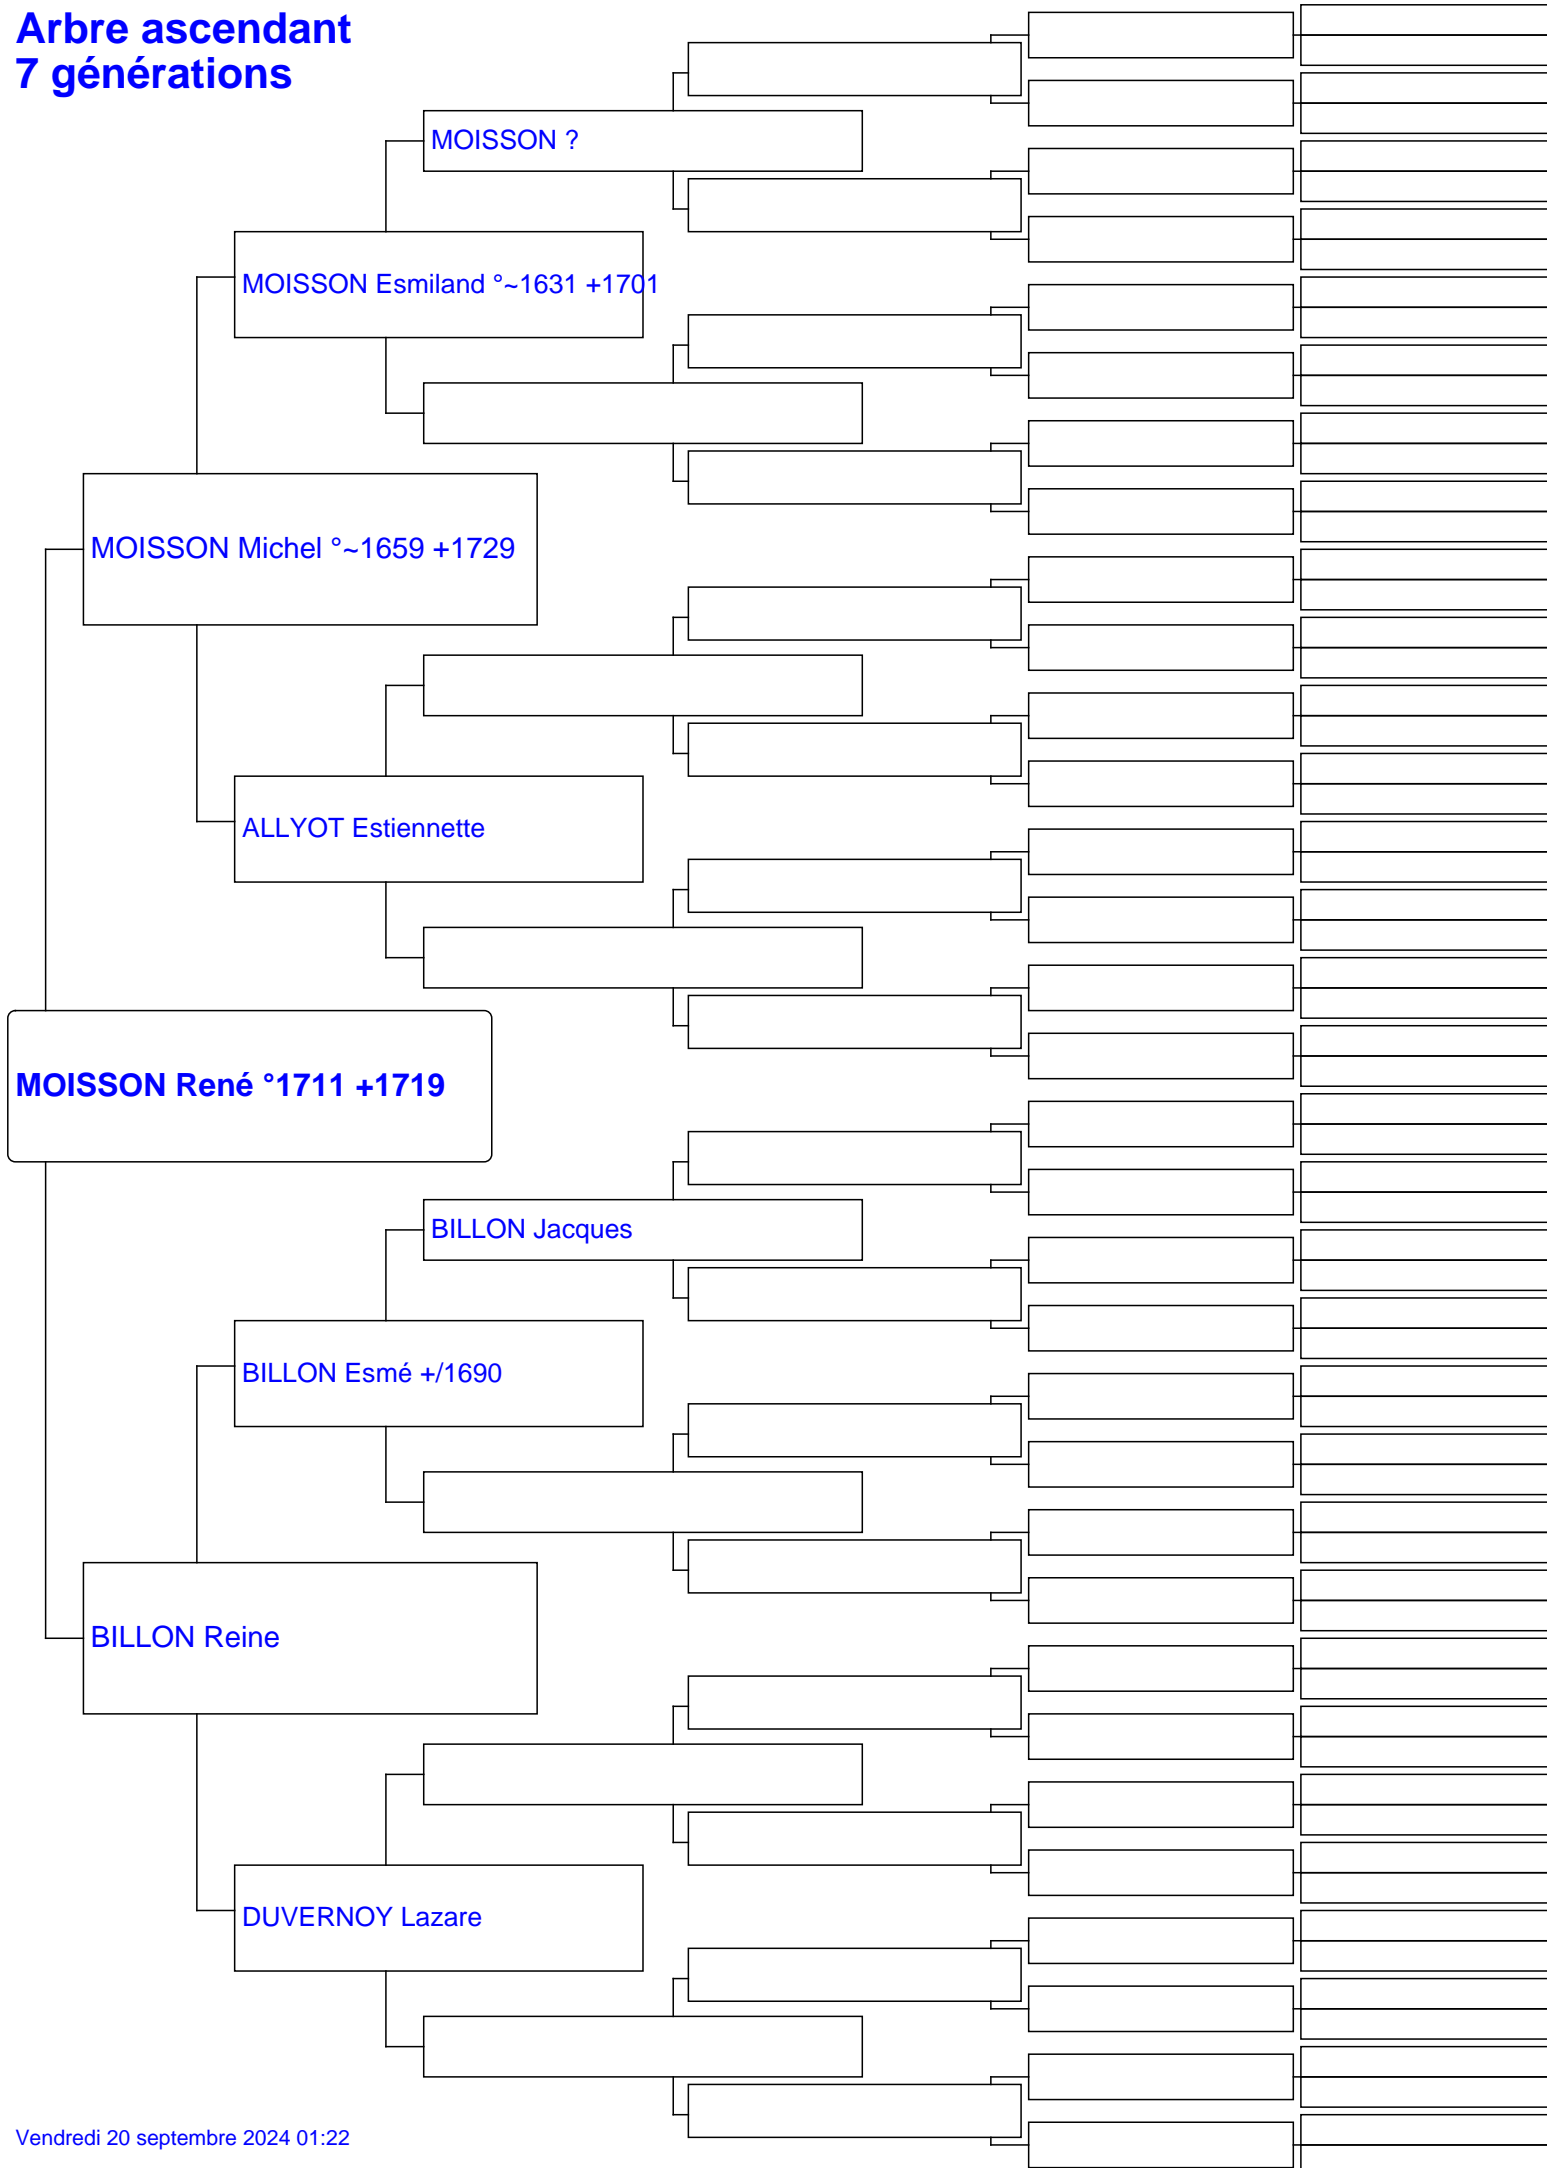 Arbre ascendant
7 générations
MOISSON ?
MOISSON Esmiland °~1631 +1701
MOISSON Michel °~1659 +1729
ALLYOT Estiennette
MOISSON René °1711 +1719
BILLON Jacques
BILLON Esmé +/1690
BILLON Reine
DUVERNOY Lazare
Vendredi 20 septembre 2024 01:22